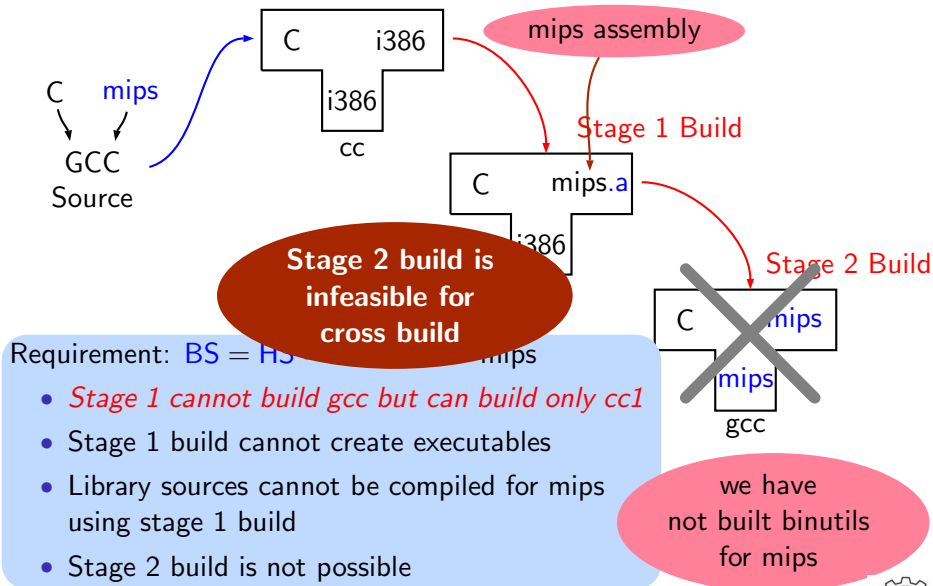 C i386
i386
cc
mips assembly
C mips
GCC
Source
Stage 1 Build
C mips.a
i386
Stage 2 build is
infeasible for
cross build
Stage 2 Build
C mips
mips
gcc
Requirement: BS = HS mips
• Stage 1 cannot build gcc but can build only cc1
• Stage 1 build cannot create executables
• Library sources cannot be compiled for mips
using stage 1 build
• Stage 2 build is not possible
we have
not built binutils
for mips